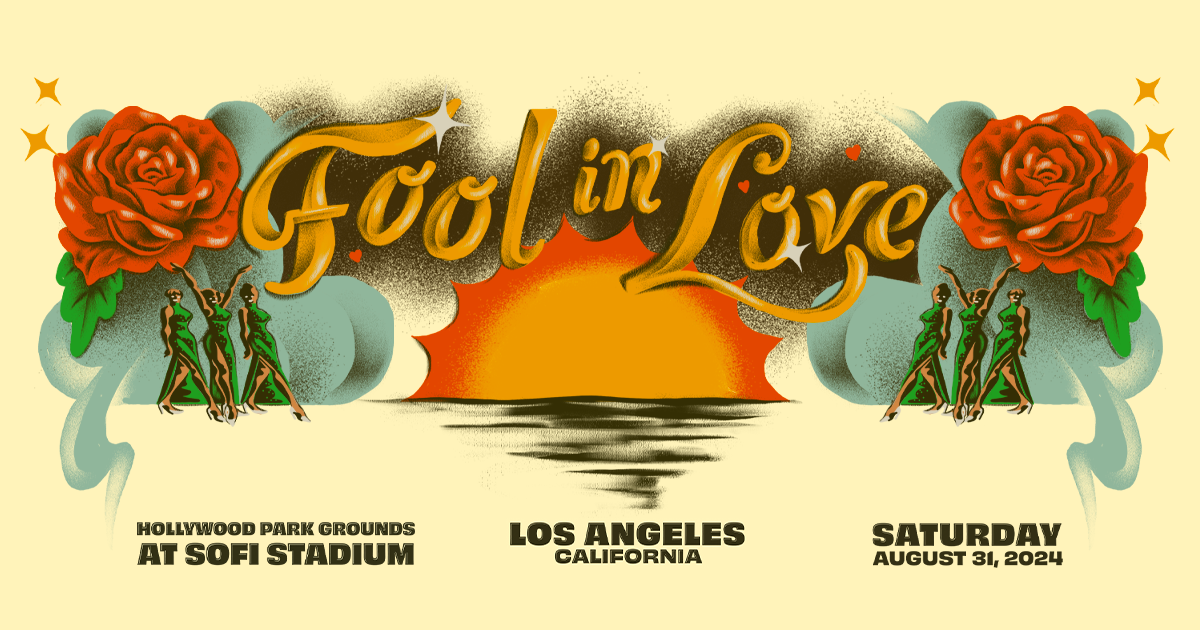 Fool in Love
HOLLYWOOD PARK GROUNDS
AT SOFI STADIUM
LOS ANGELES
CALIFORNIA
SATURDAY
AUGUST 31, 2024